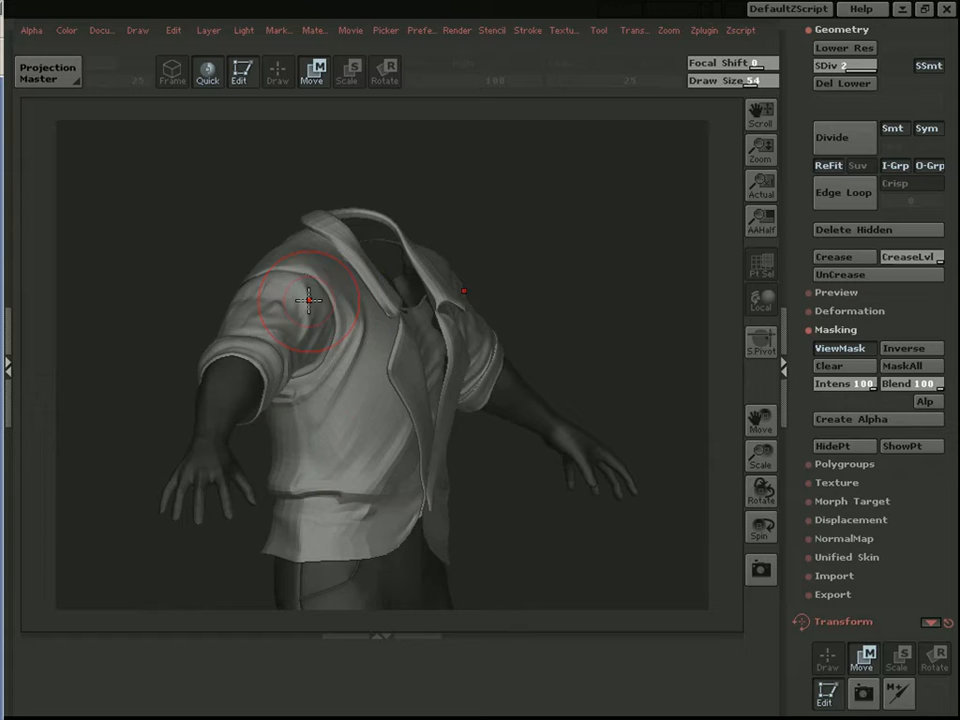 DefaultZScript Help
Alpha Color Docu.. Draw Edit Layer Light Mark.. Mate.. Movie Picker Prefe.. Render Stencil Stroke Textu.. Tool Trans.. Zoom Zplugin Zscript
Projection Master
Frame Quick Edit Draw Move Scale Rotate
25
100
25
Focal Shift 0
Draw Size 54
Scroll
Zoom
Actual
AAHalf
Pt Sel
Local
S.Pivot
Move
Scale
Rotate
Spin
Geometry
Lower Res
SDiv 2 SSmt
Del Lower
Divide Smt Sym
ReFit Suv I-Grp O-Grp
Edge Loop Crisp
0
Delete Hidden
Crease CreaseLvl
UnCrease
Preview
Deformation
Masking
ViewMask Inverse
Clear MaskAll
Intens 100 Blend 100
Alp
Create Alpha
HidePt ShowPt
Polygroups
Texture
Morph Target
Displacement
NormalMap
Unified Skin
Import
Export
Transform
Draw Move Scale Rotate
Edit